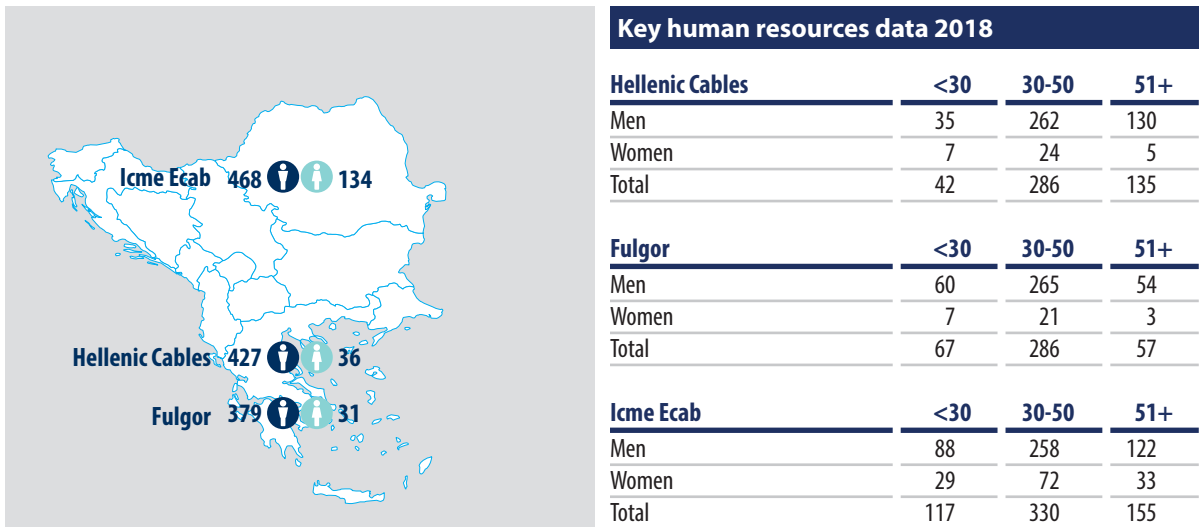 Icme Ecab 468 134
Hellenic Cables 427 36
Fulgor 379 31
Key human resources data 2018
Hellenic Cables <30 30-50 51+
Men 35 262 130
Women 7 24 5
Total 42 286 135
Fulgor <30 30-50 51+
Men 60 265 54
Women 7 21 3
Total 67 286 57
Icme Ecab <30 30-50 51+
Men 88 258 122
Women 29 72 33
Total 117 330 155